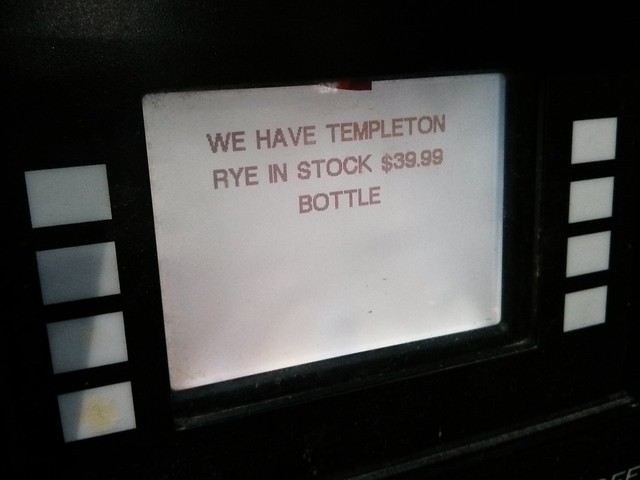 WE HAVE TEMPLETON
RYE IN STOCK $39.99
BOTTLE